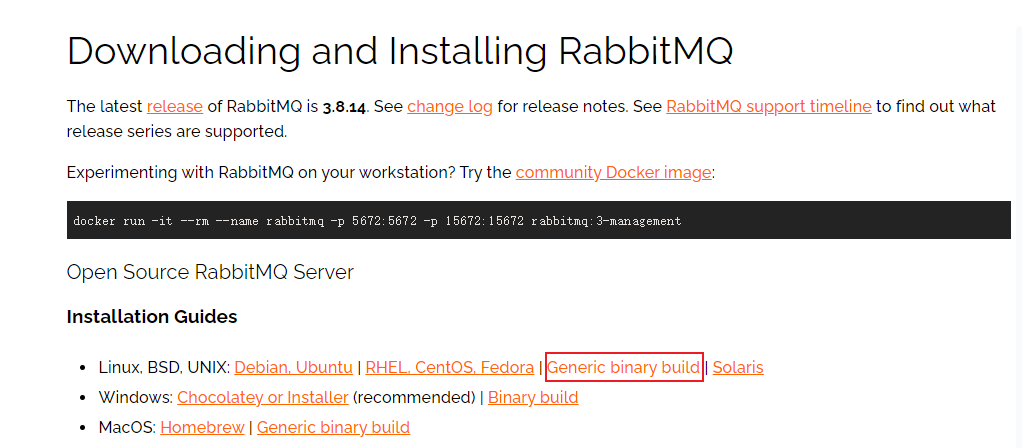 Downloading and Installing RabbitMQ
The latest release of RabbitMQ is 3.8.14. See change log for release notes. See RabbitMQ support timeline to find out what
release series are supported.
Experimenting with RabbitMQ on your workstation? Try the community Docker image:
docker run -it --rm --name rabbitmq -p 5672:5672 -p 15672:15672 rabbitmq:3-management
Open Source RabbitMQ Server
Installation Guides
• Linux, BSD, UNIX: Debian, Ubuntu | RHEL, CentOS, Fedora | Generic binary build | Solaris
• Windows: Chocolatey or Installer (recommended) | Binary build
• MacOS: Homebrew | Generic binary build